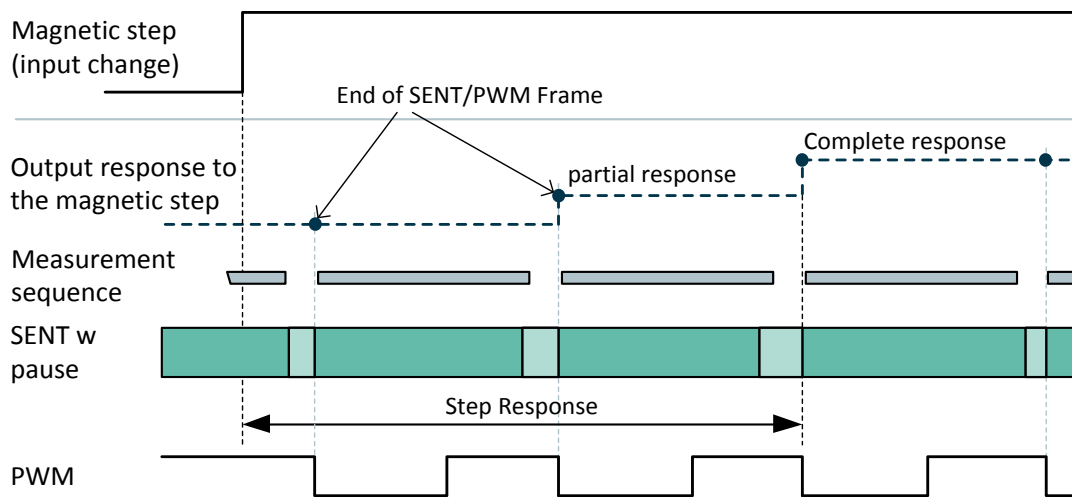 Magnetic step
(input change)
End of SENT/PWM Frame
Complete response
Output response to
the magnetic step
partial response
Measurement
sequence
SENT w
pause
Step Response
PWM